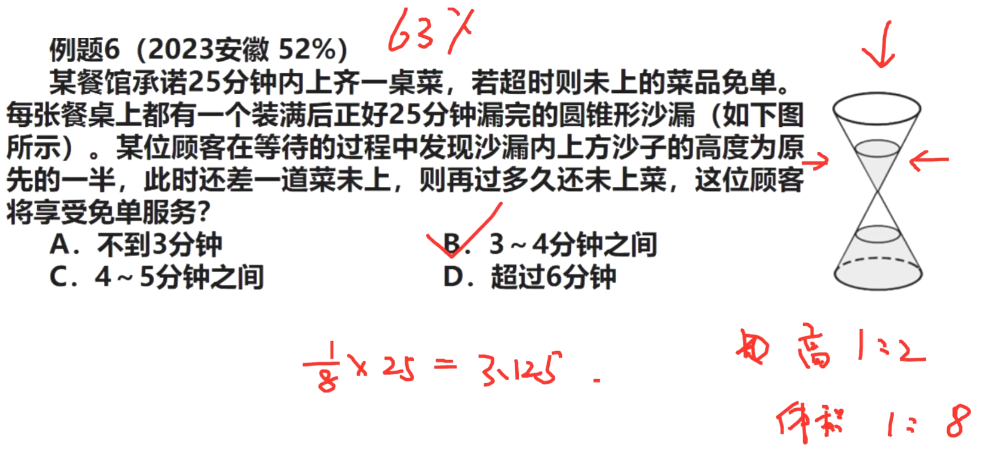 例题6（2023安徽 52%） 63%
某餐馆承诺25分钟内上齐一桌菜，若超时则未上的菜品免单。
每张餐桌上都有一个装满后正好25分钟漏完的圆锥形沙漏（如下图
所示）。某位顾客在等待的过程中发现沙漏内上方沙子的高度为原
先的一半，此时还差一道菜未上，则再过多久还未上菜，这位顾客
将享受免单服务？
A．不到3分钟 B．3～4分钟之间
C．4～5分钟之间 D．超过6分钟
1/8 × 25 = 3.125 .
高 1:2
体积 1:8